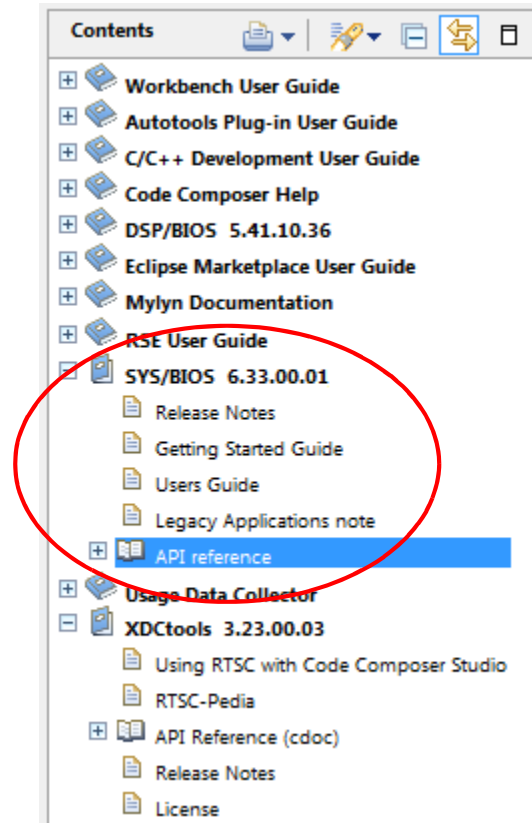 Contents
Workbench User Guide
Autotools Plug-in User Guide
C/C++ Development User Guide
Code Composer Help
DSP/BIOS 5.41.10.36
Eclipse Marketplace User Guide
Mylyn Documentation
RSE User Guide
SYS/BIOS 6.33.00.01
Release Notes
Getting Started Guide
Users Guide
Legacy Applications note
API reference
Usage Data Collector
XDCtools 3.23.00.03
Using RTSC with Code Composer Studio
RTSC-Pedia
API Reference (cdoc)
Release Notes
License